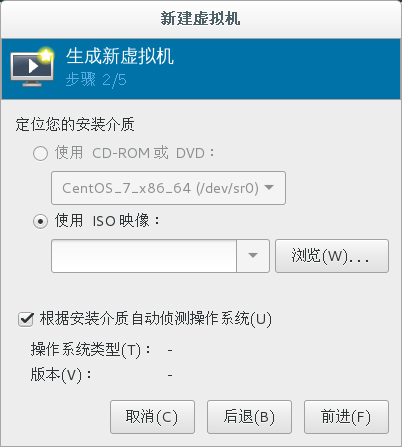 新建虚拟机
生成新虚拟机
步骤 2/5
定位您的安装介质
使用 CD-ROM 或 DVD：
CentOS_7_x86_64 (/dev/sr0)
使用 ISO 映像：
浏览(W)...
根据安装介质自动侦测操作系统(U)
操作系统类型(T)： -
版本(V)： -
取消(C) 后退(B) 前进(F)